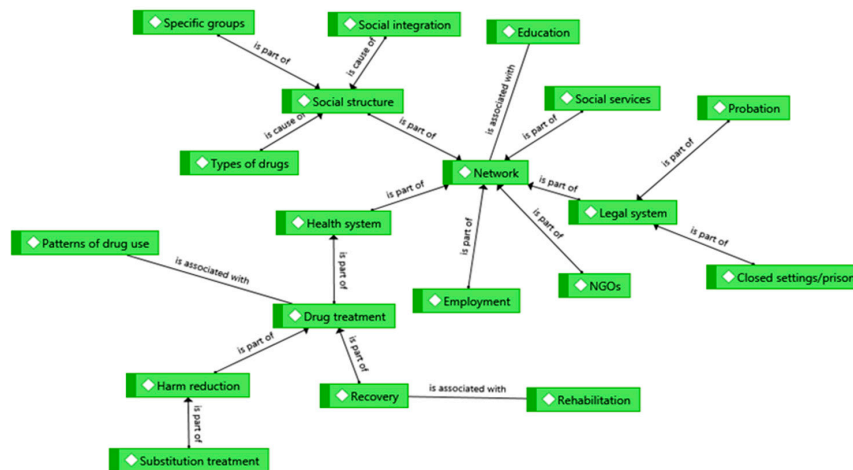 Specific groups
Social integration
Education
is part of
is cause of
is associated with
Social structure
Social services
Probation
is cause of
is part of
is part of
is part of
Types of drugs
Network
is part of
is part of
Health system
Legal system
Patterns of drug use
is associated with
is part of
is part of
is part of
is part of
Closed settings/prison
NGOs
Employment
Drug treatment
is part of
is part of
Harm reduction
Recovery
is associated with
Rehabilitation
is part of
Substitution treatment